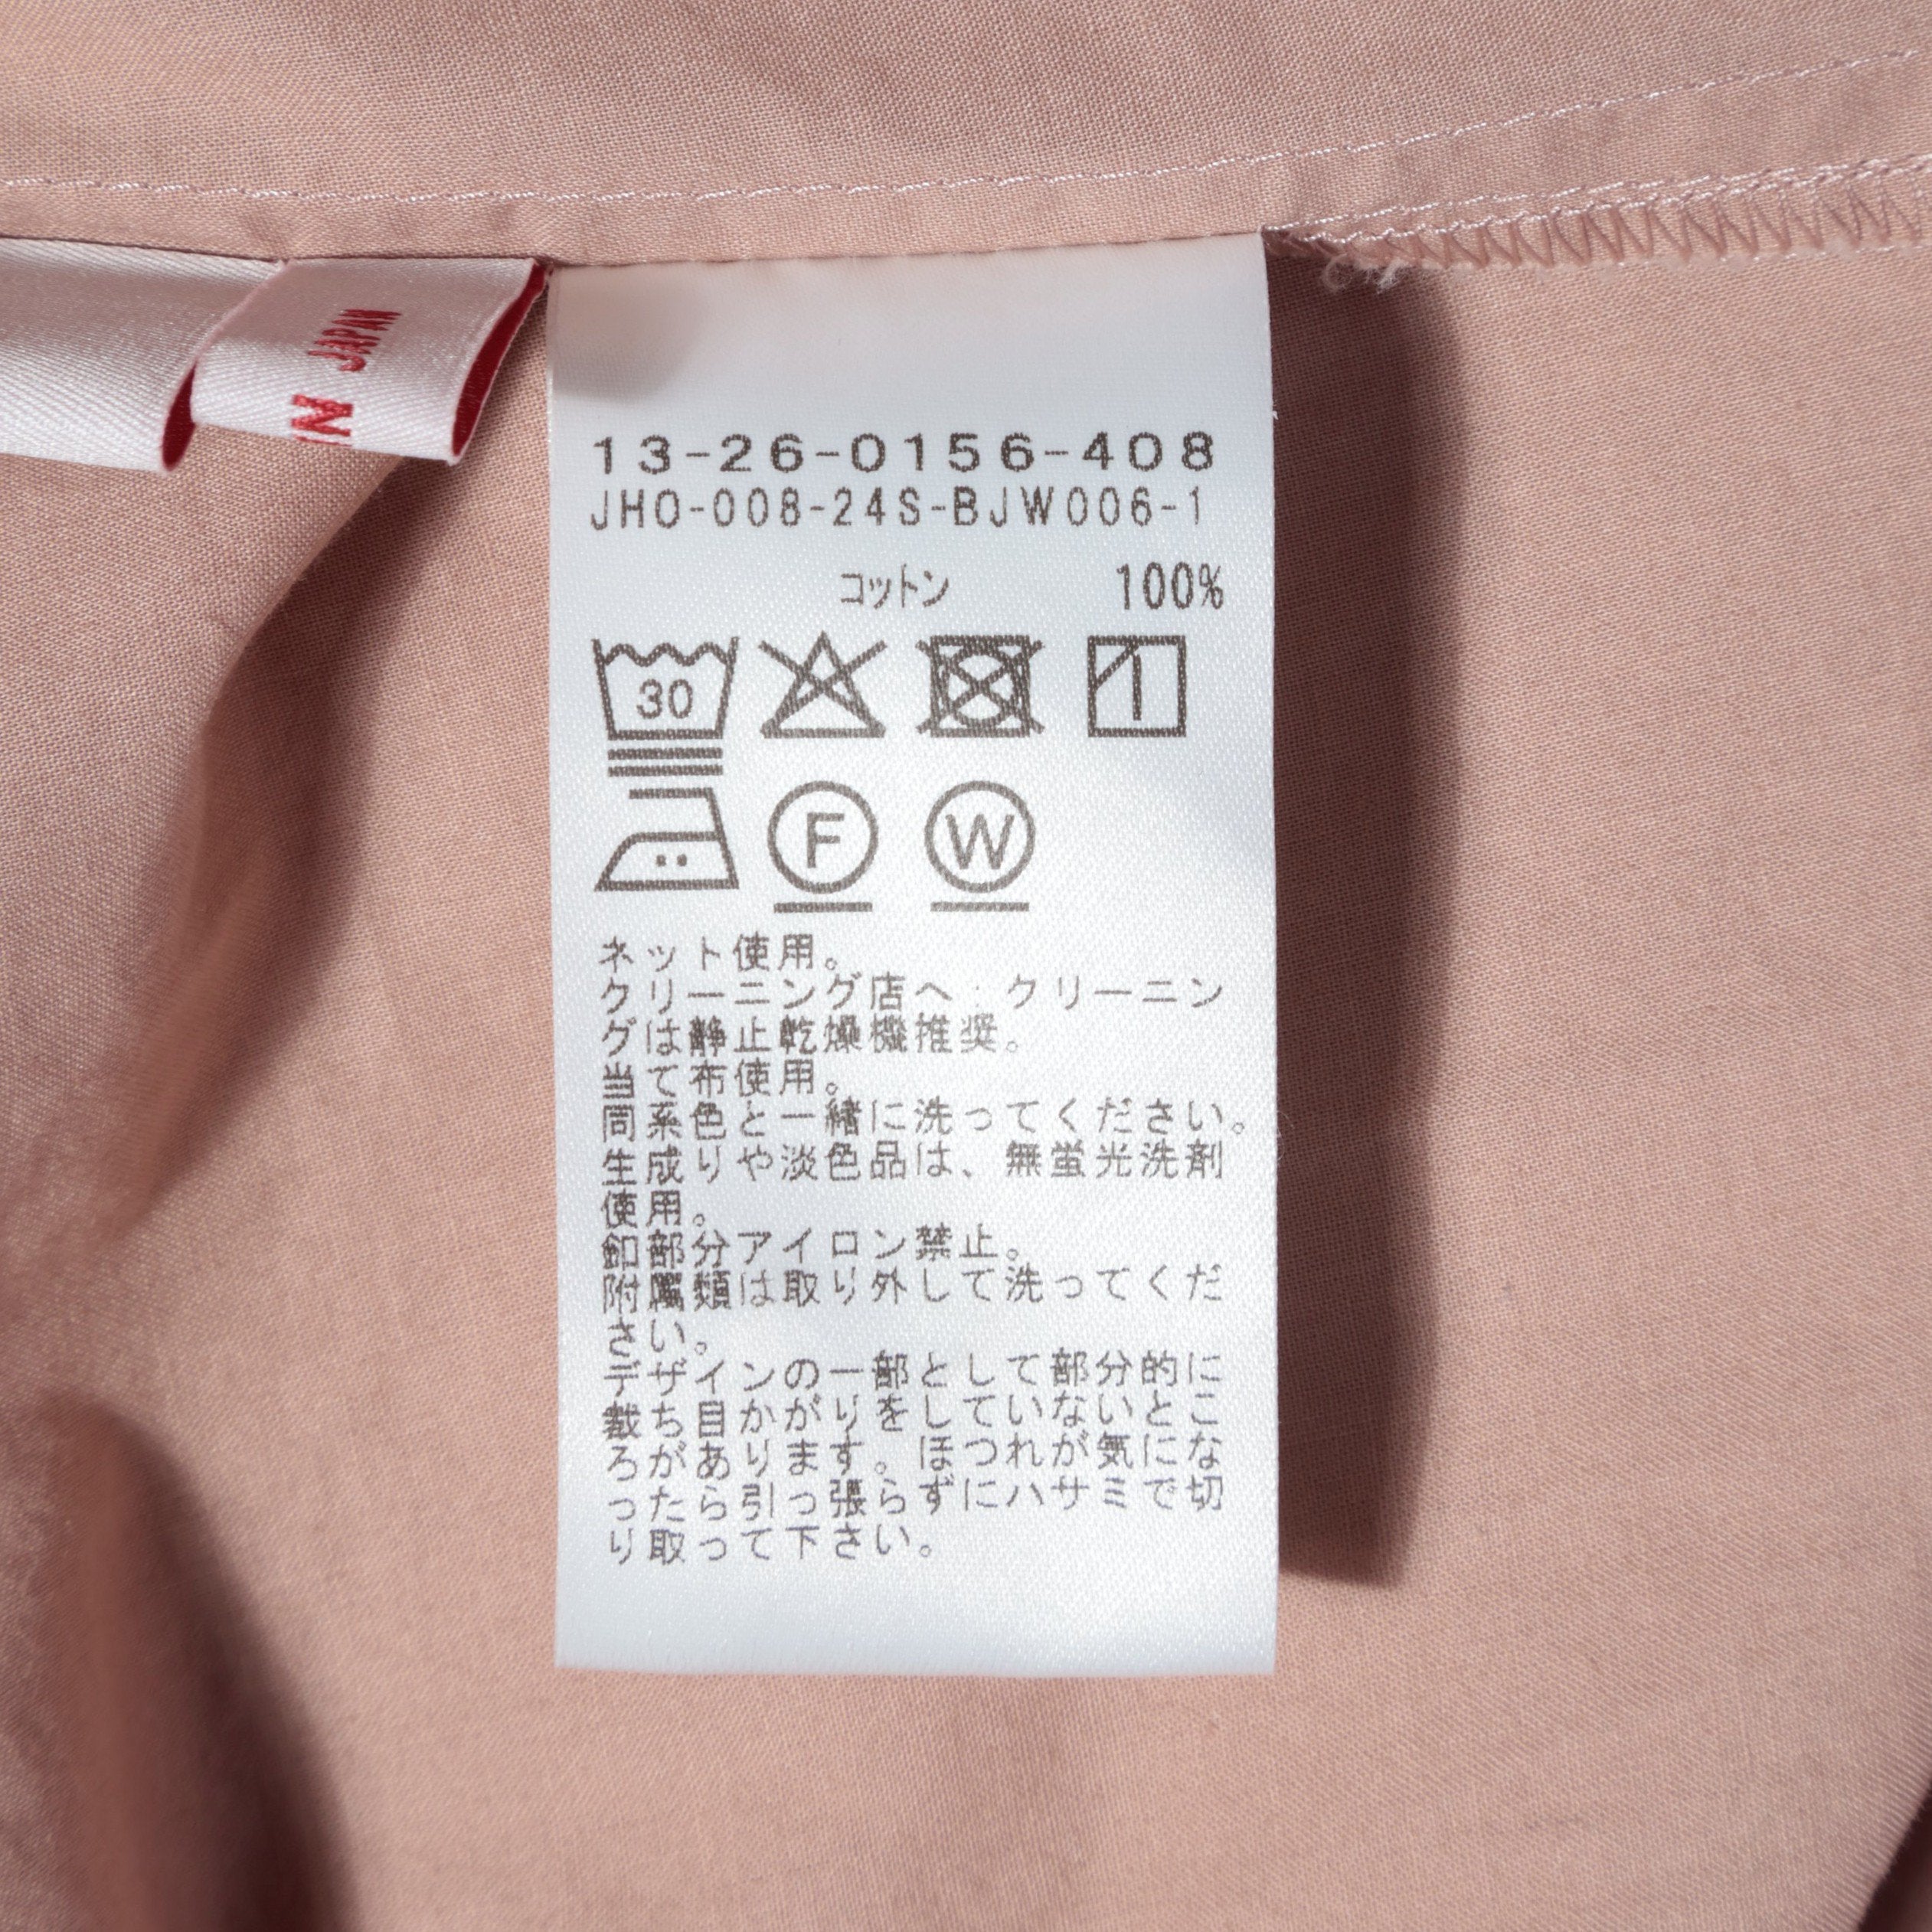 IN JAPAN
13-26-0156-408
JHO-008-24S-BJW006-1
コットン 100%
30
F W
ネット使用。
クリーニング店へ:クリーニン
グは静止乾燥機推奨。
当て布使用。
同系色と一緒に洗ってください。
生成りや淡色品は、無蛍光洗剤
使用。
釦部分アイロン禁止。
附属類は取り外して洗ってくだ
さい。
デザインの一部として部分的に
裁ち目かがりをしていないとこ
ろがあります。ほつれが気にな
ったら引っ張らずにハサミで切
り取って下さい。